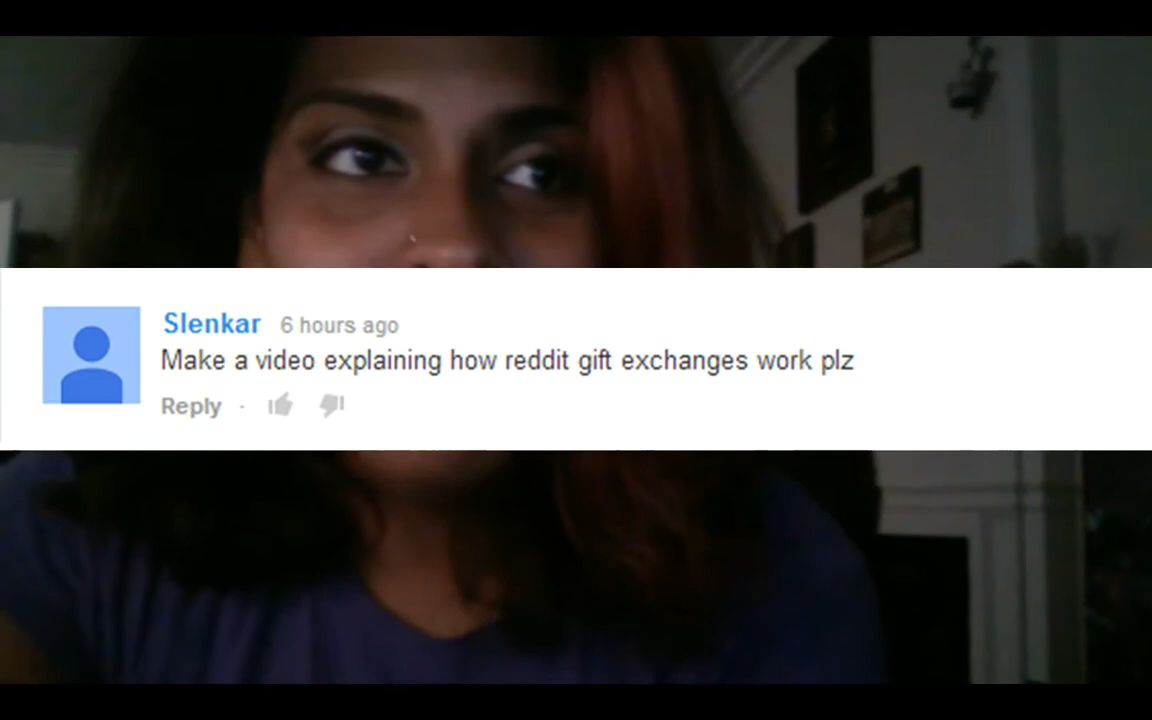 Slenkar 6 hours ago
Make a video explaining how reddit gift exchanges work plz
Reply ·